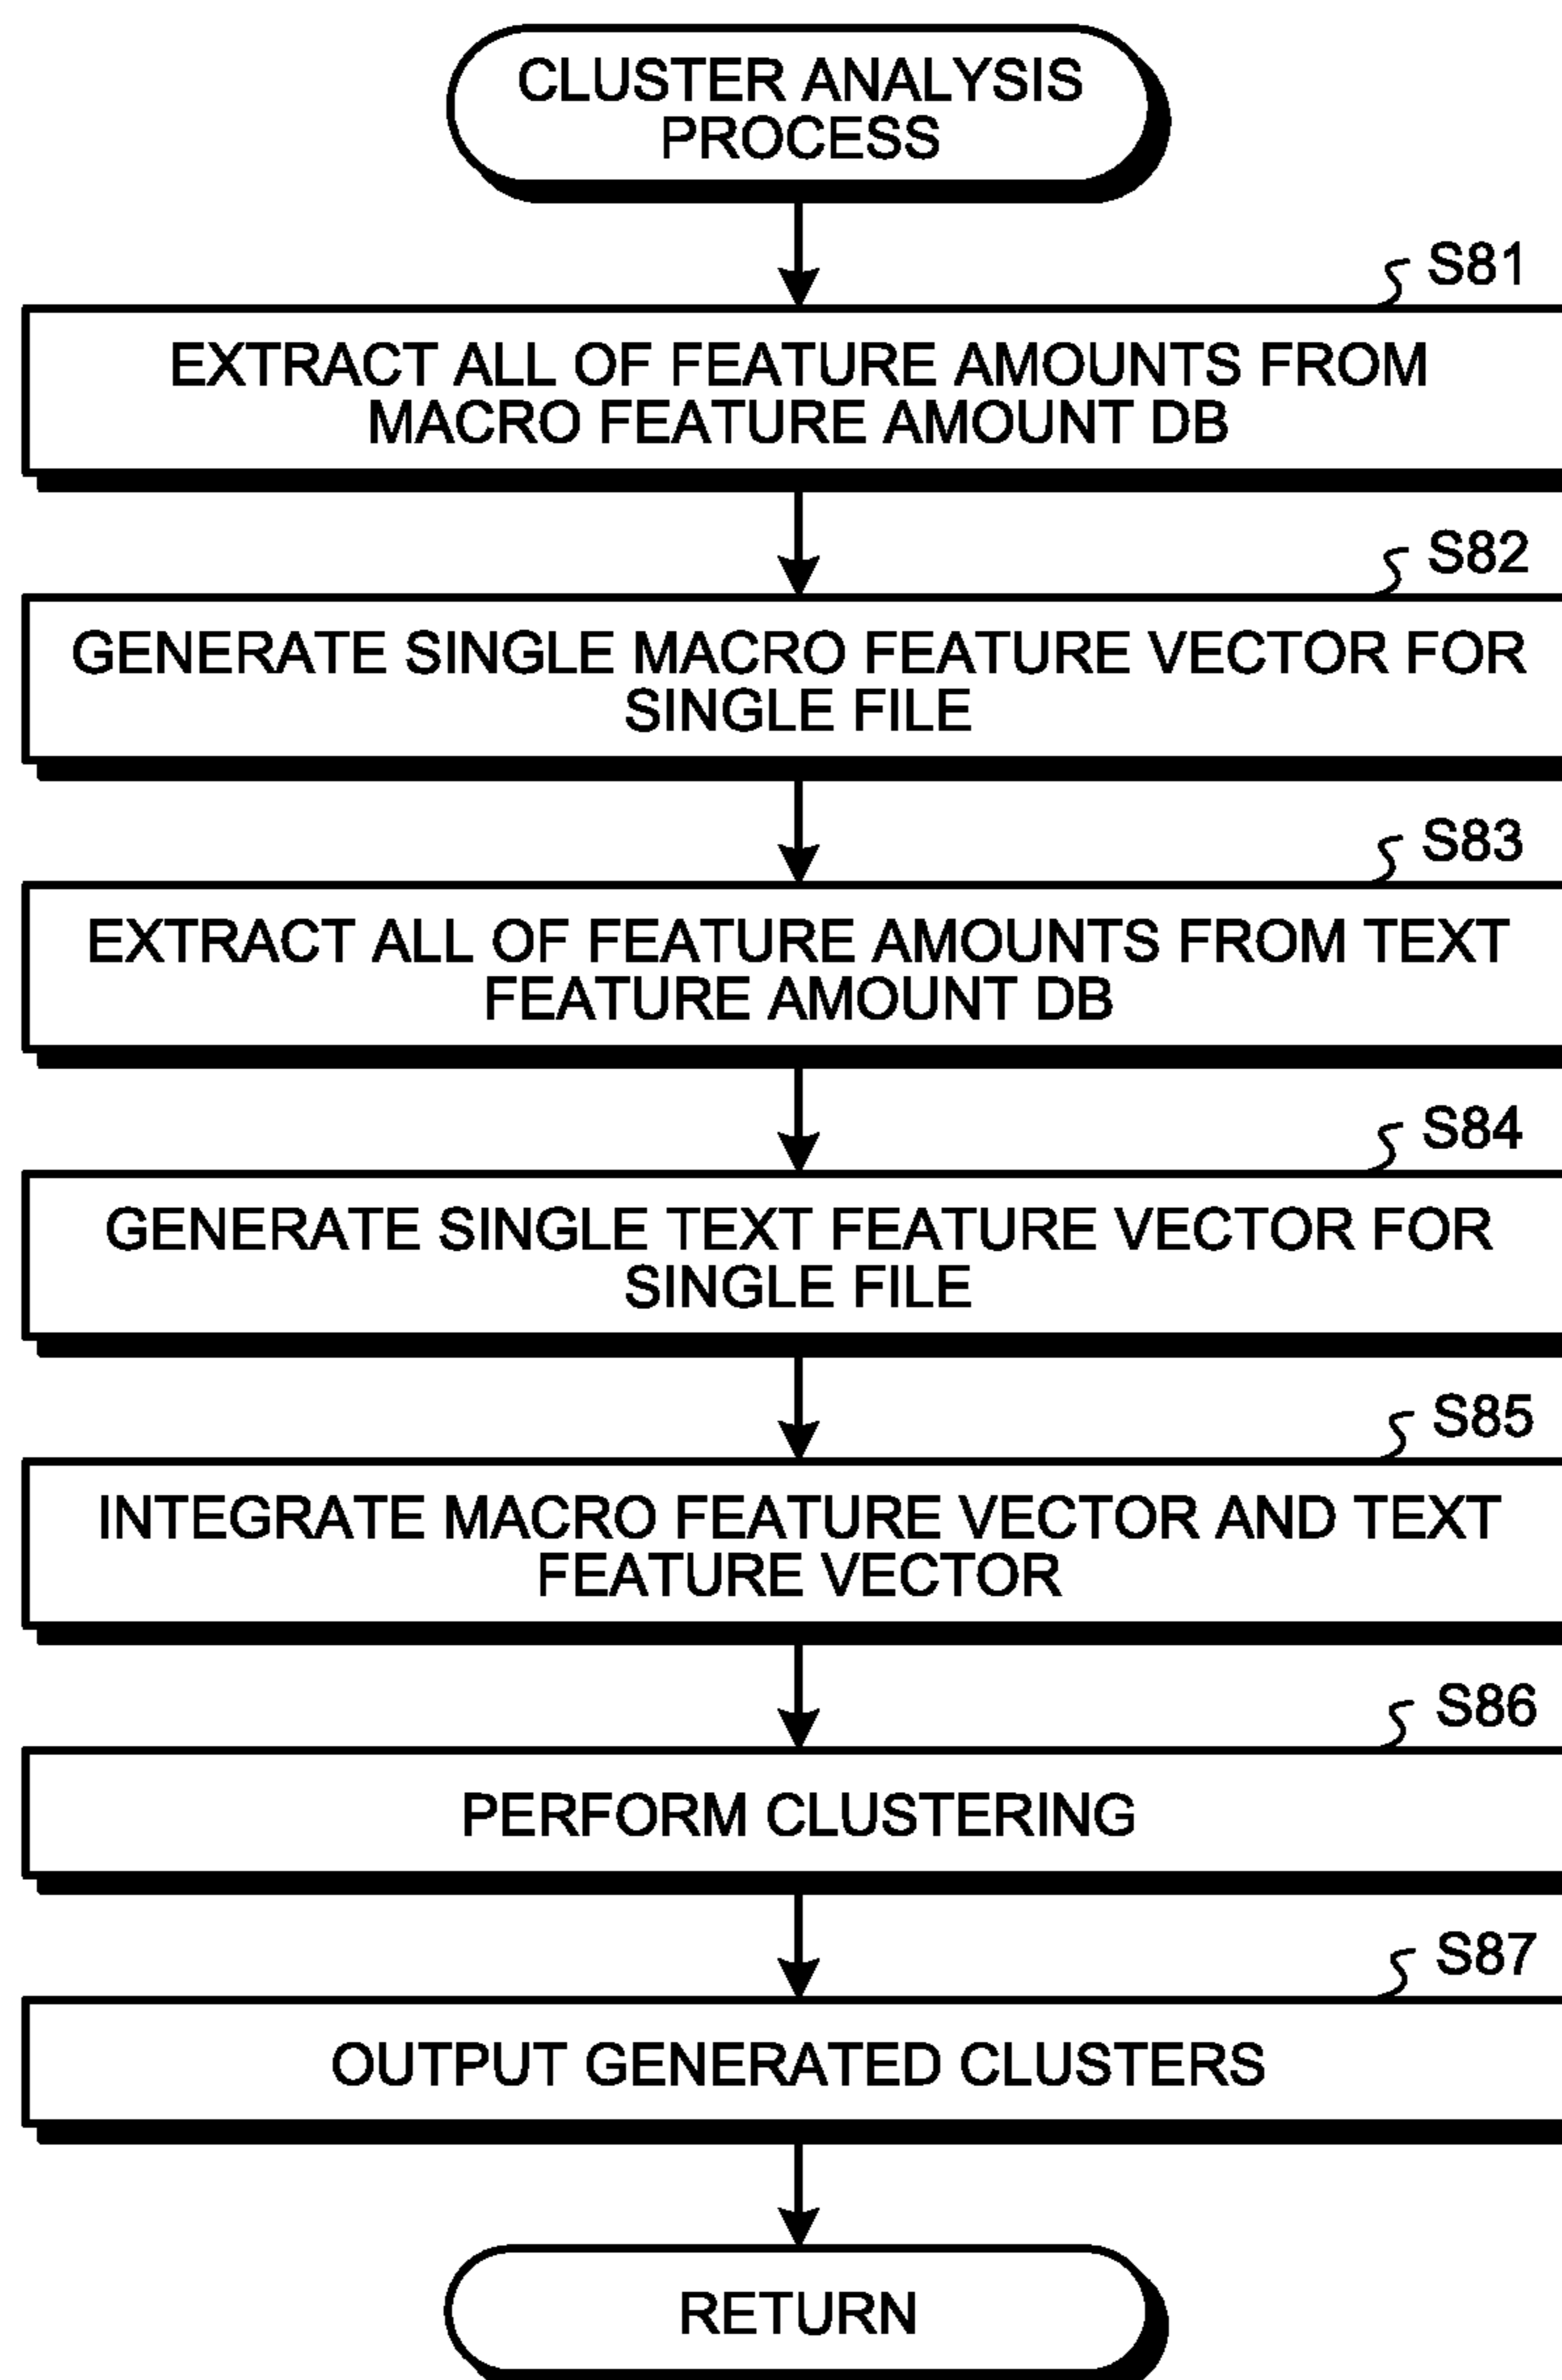 CLUSTER ANALYSIS
PROCESS
S81
EXTRACT ALL OF FEATURE AMOUNTS FROM
MACRO FEATURE AMOUNT DB
S82
GENERATE SINGLE MACRO FEATURE VECTOR FOR
SINGLE FILE
S83
EXTRACT ALL OF FEATURE AMOUNTS FROM TEXT
FEATURE AMOUNT DB
S84
GENERATE SINGLE TEXT FEATURE VECTOR FOR
SINGLE FILE
S85
INTEGRATE MACRO FEATURE VECTOR AND TEXT
FEATURE VECTOR
S86
PERFORM CLUSTERING
S87
OUTPUT GENERATED CLUSTERS
RETURN